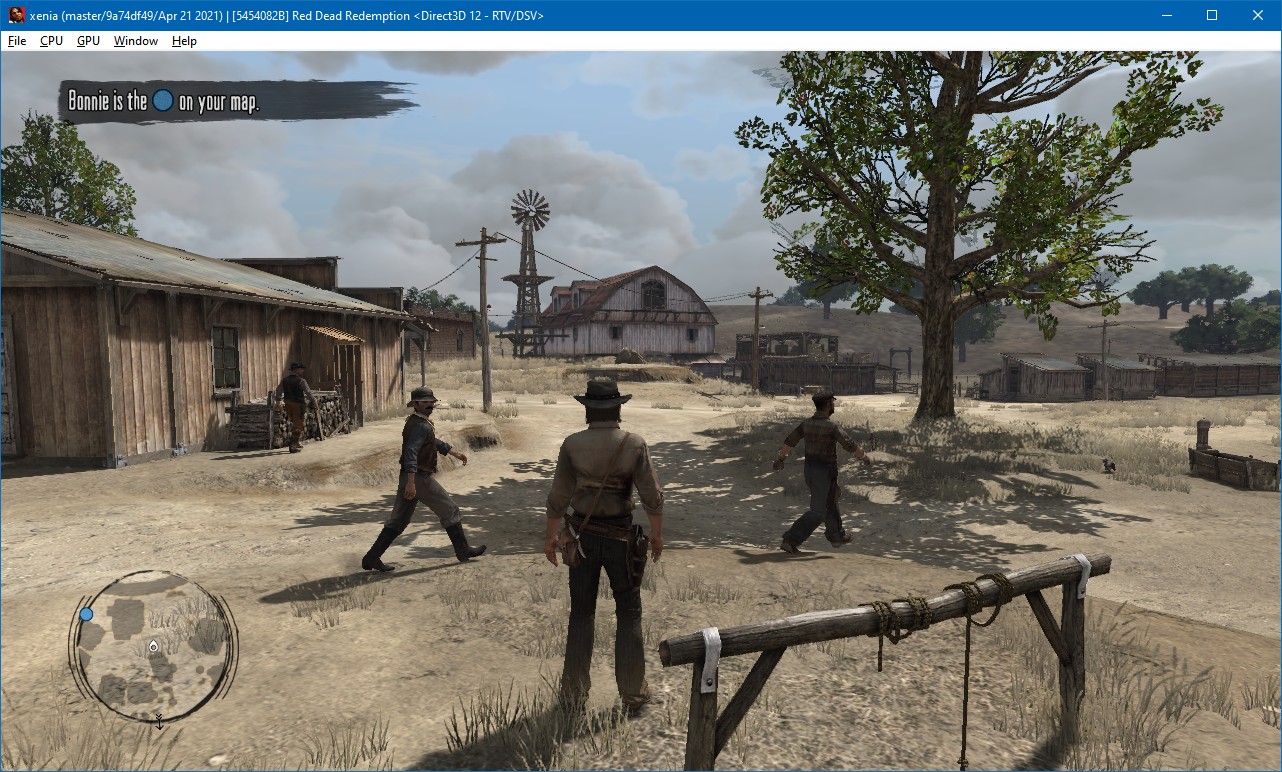 xenia (master/9a74df49/Apr 21 2021) | [5454082B] Red Dead Redemption <Direct3D 12 - RTV/DSV>
File CPU GPU Window Help
Bonnie is the on your map.